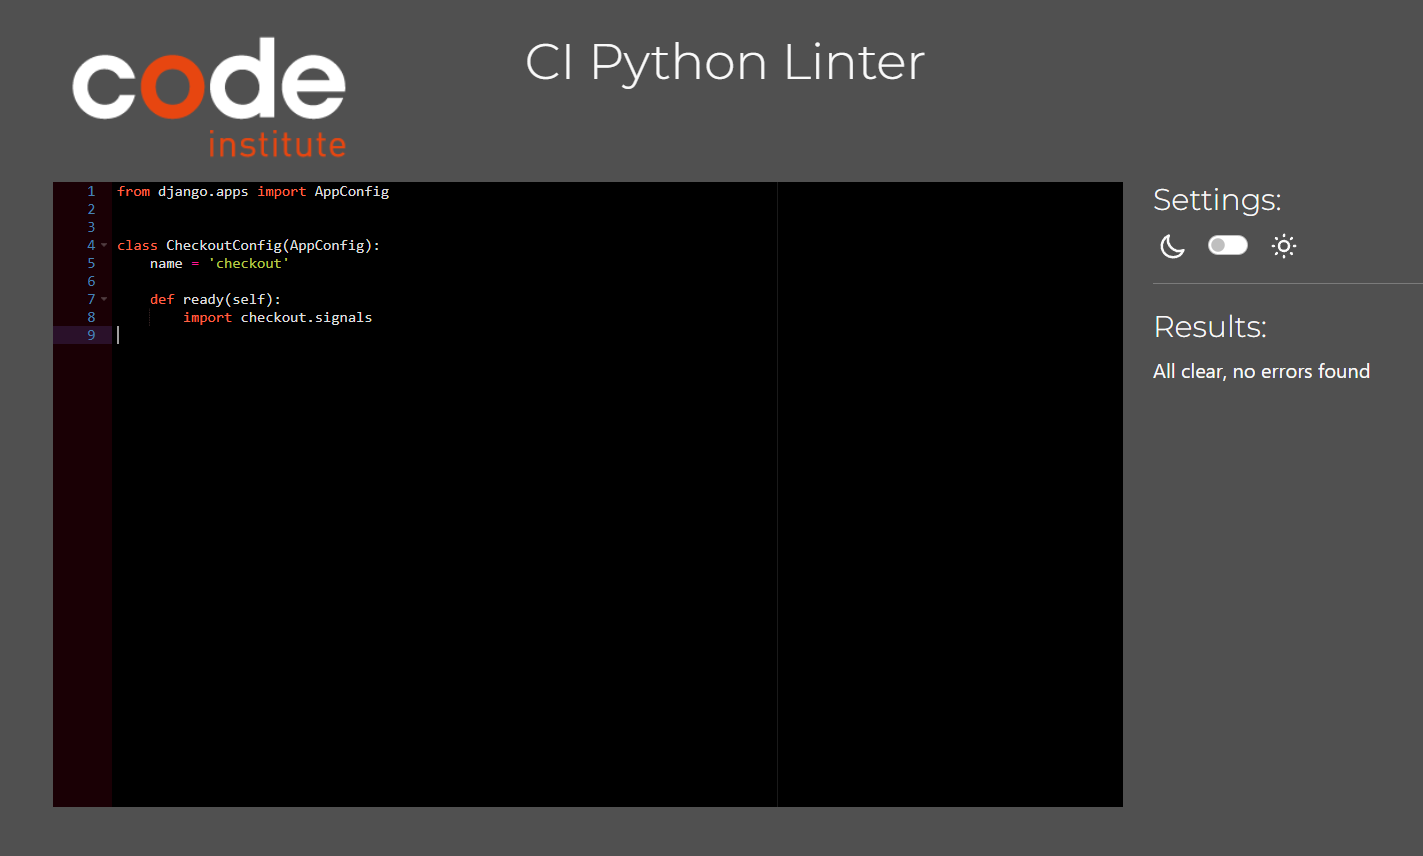 code
institute
CI Python Linter
1 from django.apps import AppConfig
2
3
4 class CheckoutConfig(AppConfig):
5     name = 'checkout'
6
7     def ready(self):
8         import checkout.signals
9
Settings:
Results:
All clear, no errors found